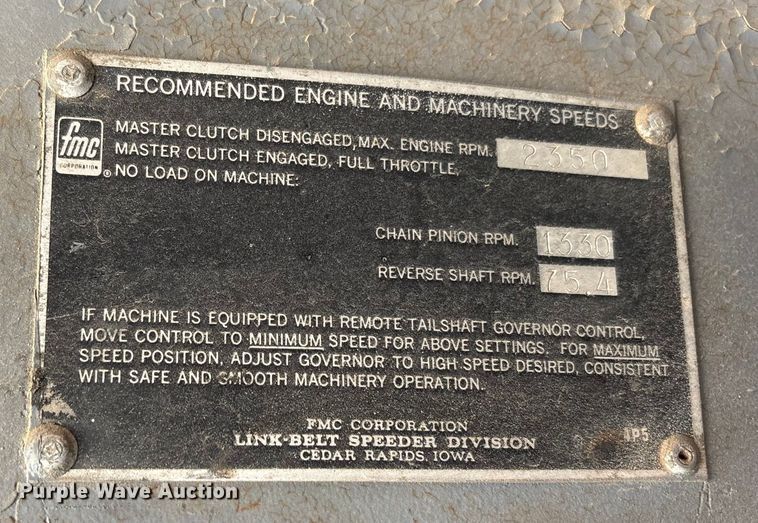 RECOMMENDED ENGINE AND MACHINERY SPEEDS
fmc
CORPORATION
®
MASTER CLUTCH DISENGAGED, MAX. ENGINE RPM. 2350
MASTER CLUTCH ENGAGED, FULL THROTTLE,
NO LOAD ON MACHINE:
CHAIN PINION RPM. 1330
REVERSE SHAFT RPM. 75.4
IF MACHINE IS EQUIPPED WITH REMOTE TAILSHAFT GOVERNOR CONTROL,
MOVE CONTROL TO MINIMUM SPEED FOR ABOVE SETTINGS. FOR MAXIMUM
SPEED POSITION, ADJUST GOVERNOR TO HIGH SPEED DESIRED, CONSISTENT
WITH SAFE AND SMOOTH MACHINERY OPERATION.
FMC CORPORATION
LINK-BELT SPEEDER DIVISION
CEDAR RAPIDS, IOWA
Purple Wave Auction